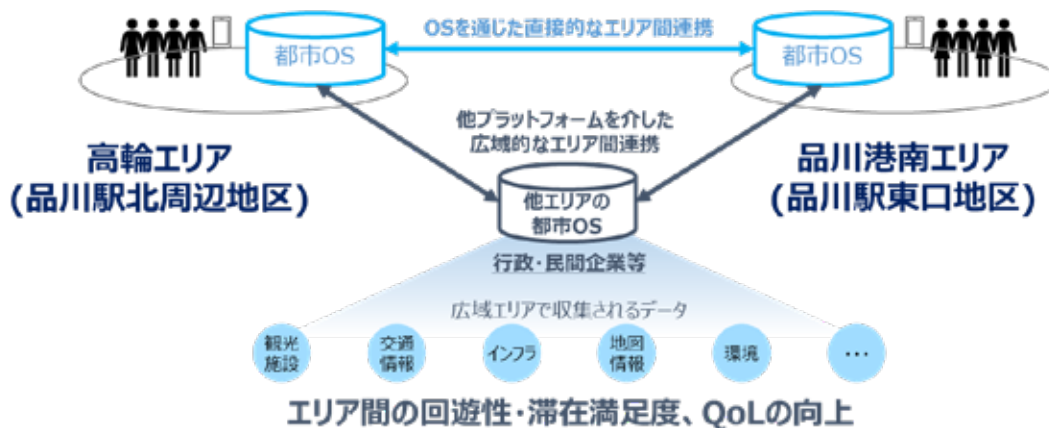 都市OS
OSを通じた直接的なエリア間連携
都市OS
他プラットフォームを介した
広域的なエリア間連携
高輪エリア
(品川駅北周辺地区)
品川港南エリア
(品川駅東口地区)
他エリアの
都市OS
行政・民間企業等
広域エリアで収集されるデータ
観光
施設
交通
情報
インフラ
地図
情報
環境
…
エリア間の回遊性・滞在満足度、QoLの向上